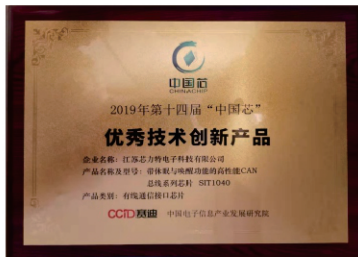 中国芯
CHINA CHIP
2019年第十四届“中国芯”
优秀技术创新产品
企业名称：江苏芯力特电子科技有限公司
产品名称及型号：带休眠与唤醒功能的高性能CAN
总线系列芯片 SIT1040
产品类别：有线通信接口芯片
CCID赛迪 中国电子信息产业发展研究院